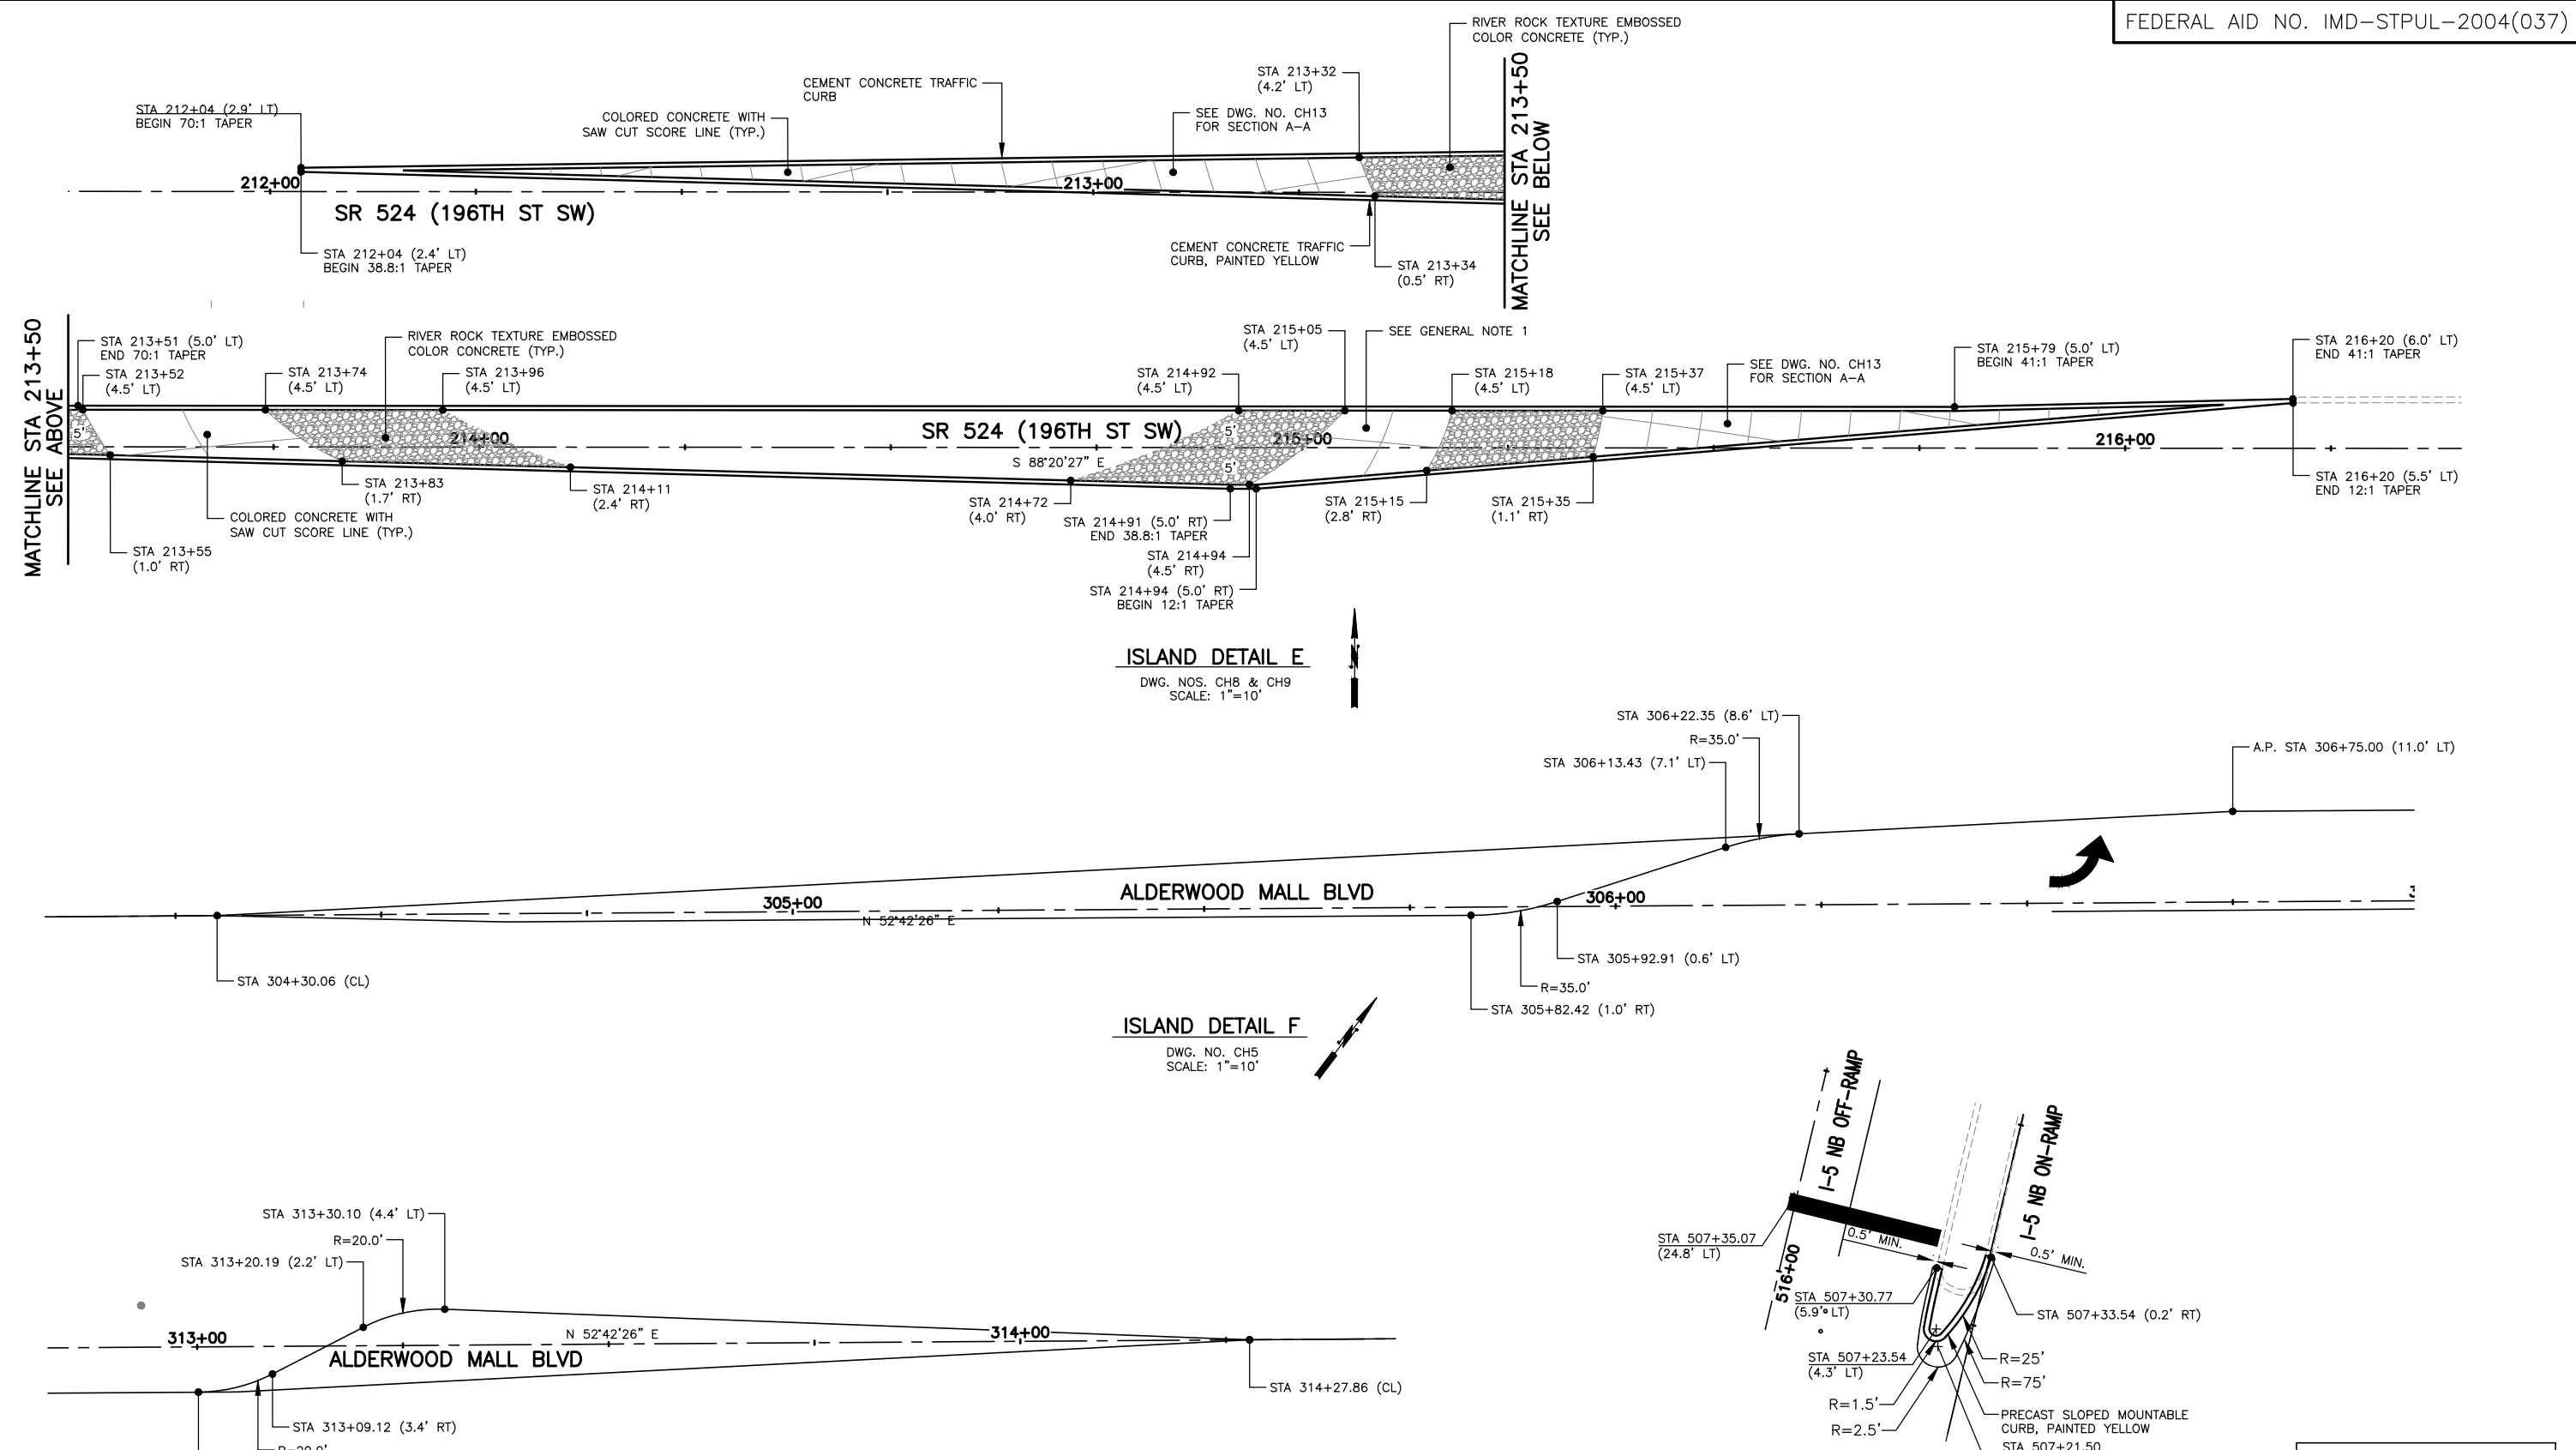 FEDERAL AID NO. IMD-STPUL-2004(037)
RIVER ROCK TEXTURE EMBOSSED
COLOR CONCRETE (TYP.)
STA 213+32
(4.2' LT)
CEMENT CONCRETE TRAFFIC
CURB
STA 212+04 (2.9' LT)
BEGIN 70:1 TAPER
COLORED CONCRETE WITH
SAW CUT SCORE LINE (TYP.)
SEE DWG. NO. CH13
FOR SECTION A-A
MATCHLINE STA 213+50
SEE BELOW
212+00
213+00
SR 524 (196TH ST SW)
STA 212+04 (2.4' LT)
BEGIN 38.8:1 TAPER
CEMENT CONCRETE TRAFFIC
CURB, PAINTED YELLOW
STA 213+34
(0.5' RT)
MATCHLINE STA 213+50
SEE ABOVE
STA 213+51 (5.0' LT)
END 70:1 TAPER
STA 213+52
(4.5' LT)
STA 213+74
(4.5' LT)
RIVER ROCK TEXTURE EMBOSSED
COLOR CONCRETE (TYP.)
STA 213+96
(4.5' LT)
STA 214+92
(4.5' LT)
STA 215+05
(4.5' LT)
SEE GENERAL NOTE 1
STA 215+18
(4.5' LT)
STA 215+37
(4.5' LT)
SEE DWG. NO. CH13
FOR SECTION A-A
STA 215+79 (5.0' LT)
BEGIN 41:1 TAPER
STA 216+20 (6.0' LT)
END 41:1 TAPER
5'
214+00
SR 524 (196TH ST SW)
5'
215+00
216+00
S 88°20'27" E
5'
STA 213+83
(1.7' RT)
STA 214+11
(2.4' RT)
STA 214+72
(4.0' RT)
STA 214+91 (5.0' RT)
END 38.8:1 TAPER
STA 214+94
(4.5' RT)
STA 214+94 (5.0' RT)
BEGIN 12:1 TAPER
STA 215+15
(2.8' RT)
STA 215+35
(1.1' RT)
STA 216+20 (5.5' LT)
END 12:1 TAPER
COLORED CONCRETE WITH
SAW CUT SCORE LINE (TYP.)
STA 213+55
(1.0' RT)
ISLAND DETAIL E
DWG. NOS. CH8 & CH9
SCALE: 1"=10'
STA 306+22.35 (8.6' LT)
R=35.0'
STA 306+13.43 (7.1' LT)
A.P. STA 306+75.00 (11.0' LT)
305+00
ALDERWOOD MALL BLVD
306+00
N 52°42'26" E
STA 304+30.06 (CL)
STA 305+92.91 (0.6' LT)
R=35.0'
STA 305+82.42 (1.0' RT)
ISLAND DETAIL F
DWG. NO. CH5
SCALE: 1"=10'
STA 313+30.10 (4.4' LT)
R=20.0'
STA 313+20.19 (2.2' LT)
313+00
N 52°42'26" E
314+00
ALDERWOOD MALL BLVD
STA 314+27.86 (CL)
STA 313+09.12 (3.4' RT)
R=20.0'
I-5 NB OFF-RAMP
I-5 NB ON-RAMP
STA 507+35.07
(24.8' LT)
0.5' MIN.
0.5' MIN.
516+00
STA 507+30.77
(5.9' LT)
STA 507+33.54 (0.2' RT)
STA 507+23.54
(4.3' LT)
R=25'
R=75'
R=1.5'
R=2.5'
PRECAST SLOPED MOUNTABLE
CURB, PAINTED YELLOW
STA 507+21.50